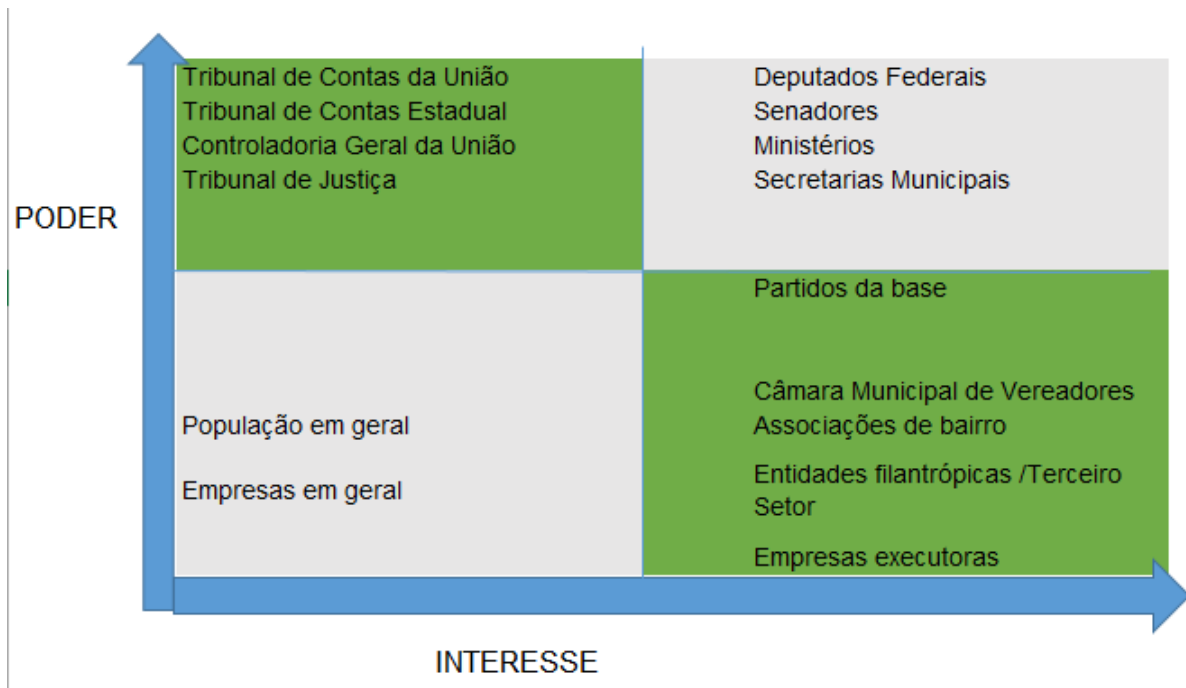 Tribunal de Contas da União
Tribunal de Contas Estadual
Controladoria Geral da União
Tribunal de Justiça
Deputados Federais
Senadores
Ministérios
Secretarias Municipais
PODER
População em geral
Empresas em geral
Partidos da base
Câmara Municipal de Vereadores
Associações de bairro
Entidades filantrópicas /Terceiro
Setor
Empresas executoras
INTERESSE